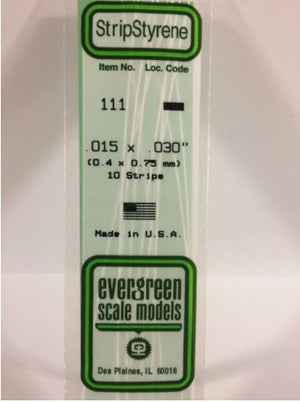 StripStyrene
Item No. Loc. Code
111
.015 x .030"
(0.4 x 0.75 mm)
10 Strips
Made in U.S.A.
evergreen
scale models
Des Plaines, IL 60018